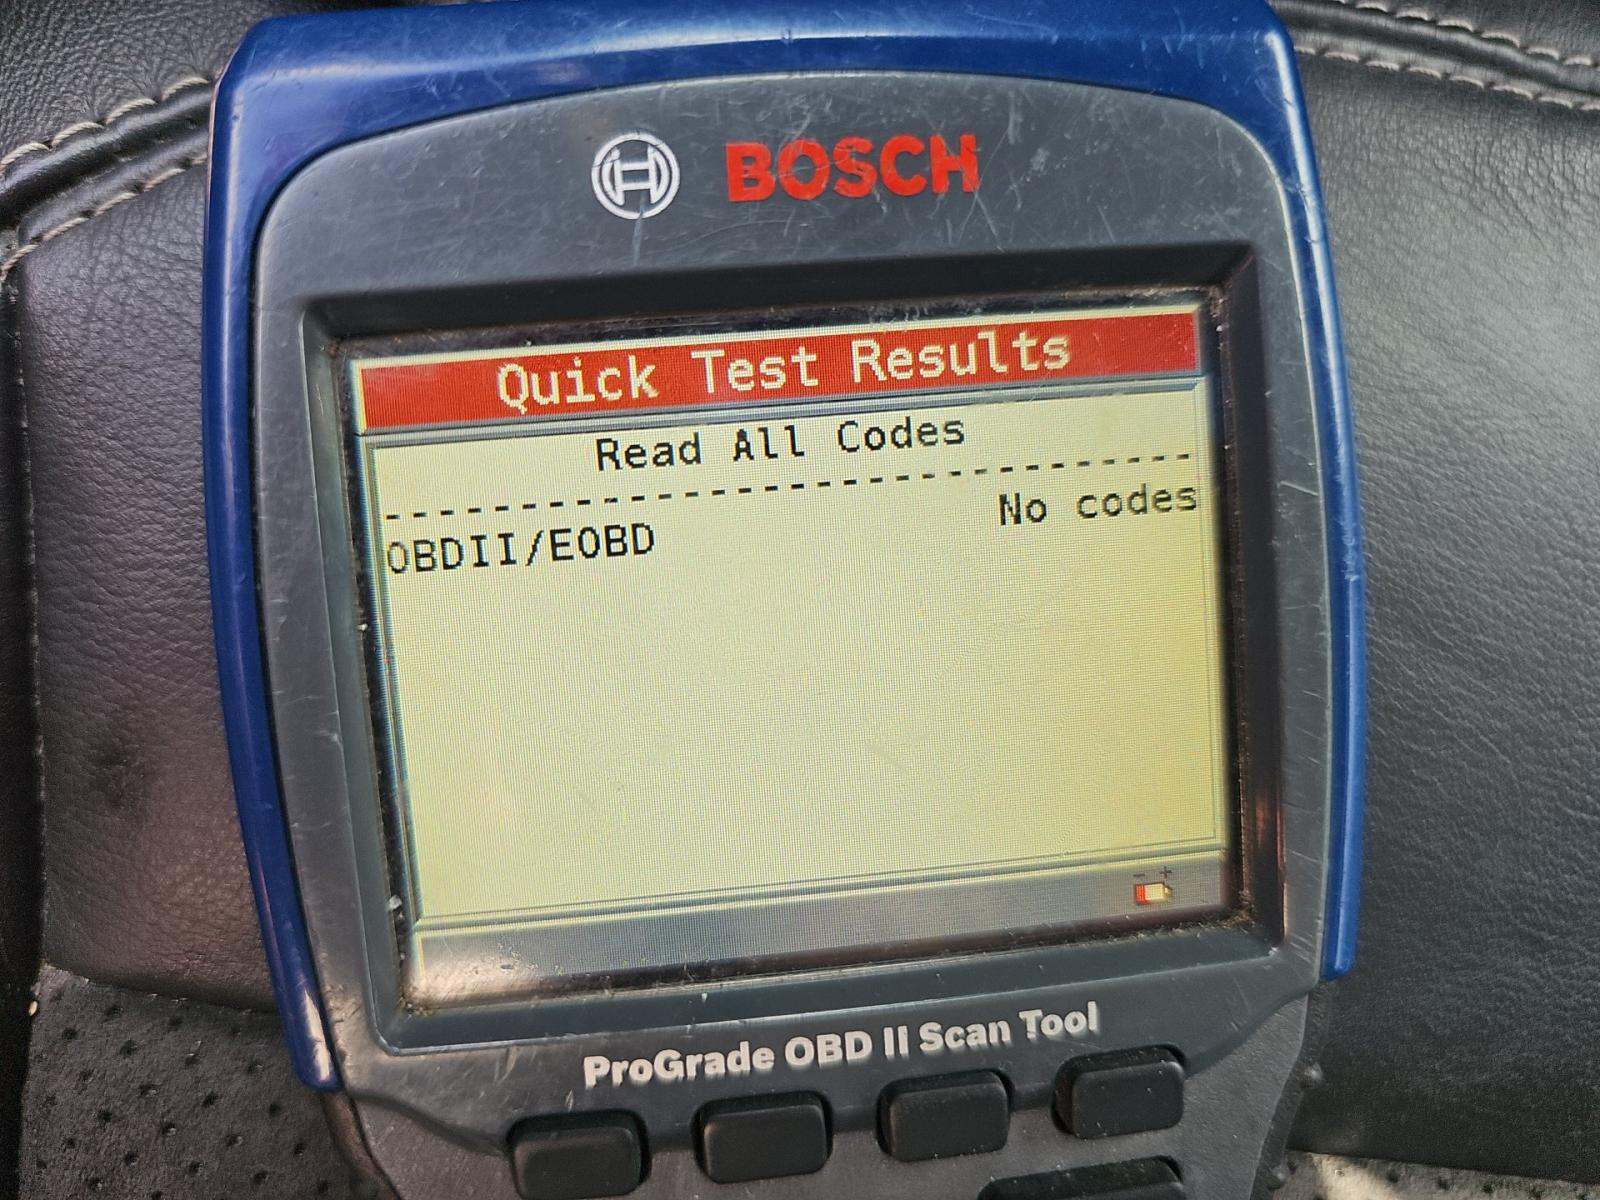 BOSCH
Quick Test Results
Read All Codes
--------------------------------
OBDII/EOBD No codes
- +
ProGrade OBD II Scan Tool